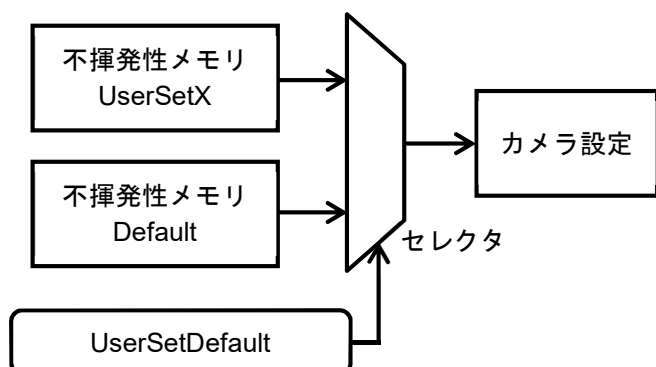 不揮発性メモリ
UserSetX
不揮発性メモリ
Default
カメラ設定
セレクタ
UserSetDefault